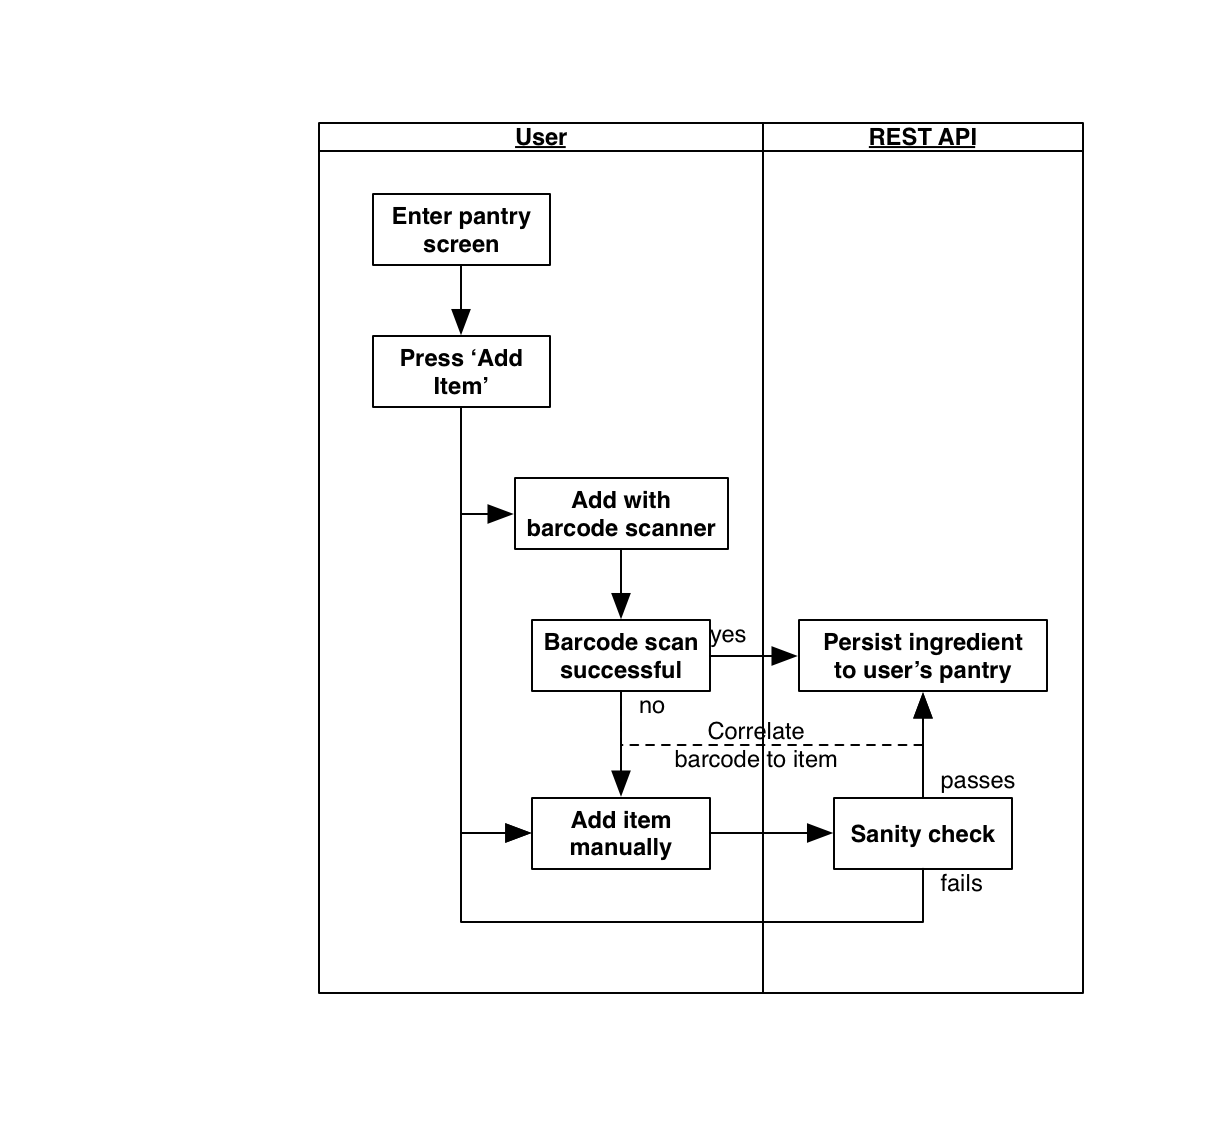 User
REST API
Enter pantry
screen
Press ‘Add
Item’
Add with
barcode scanner
Barcode scan
successful
yes
Persist ingredient
to user’s pantry
no
Correlate
barcode to item
passes
Add item
manually
Sanity check
fails